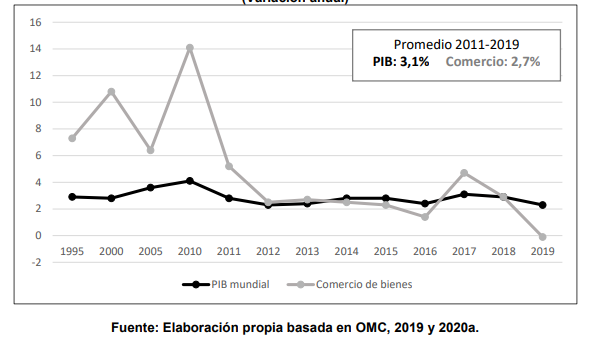 (Variación anual)
16
14
12
10
8
6
4
2
0
-2
Promedio 2011-2019
PIB: 3,1% Comercio: 2,7%
1995 2000 2005 2010 2011 2012 2013 2014 2015 2016 2017 2018 2019
PIB mundial Comercio de bienes
Fuente: Elaboración propia basada en OMC, 2019 y 2020a.